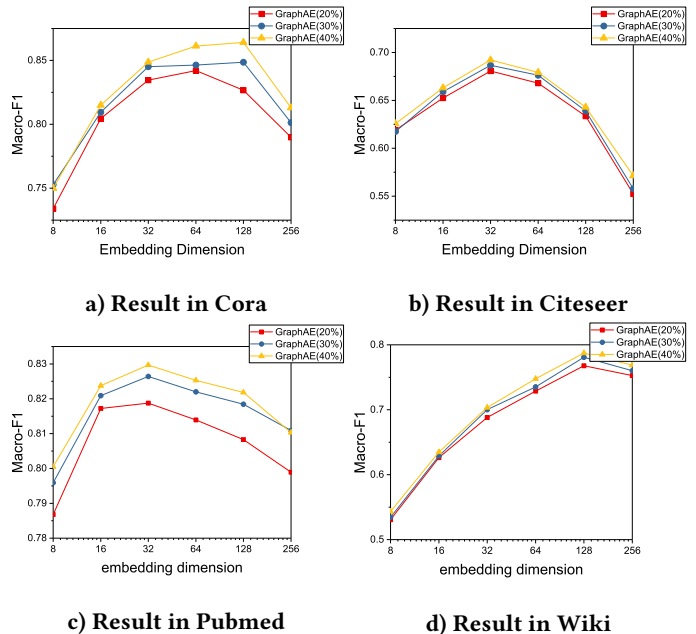 GraphAE(20%)
GraphAE(30%)
GraphAE(40%)
0.85
0.80
0.75
Macro-F1
8 16 32 64 128 256
Embedding Dimension
a) Result in Cora
GraphAE(20%)
GraphAE(30%)
GraphAE(40%)
0.70
0.65
0.60
0.55
Macro-F1
8 16 32 64 128 256
Embedding Dimension
b) Result in Citeseer
GraphAE(20%)
GraphAE(30%)
GraphAE(40%)
0.83
0.82
0.81
0.80
0.79
0.78
Macro-F1
8 16 32 64 128 256
embedding dimension
c) Result in Pubmed
GraphAE(20%)
GraphAE(30%)
GraphAE(40%)
0.8
0.7
0.6
0.5
Macro-F1
8 16 32 64 128 256
embedding dimension
d) Result in Wiki